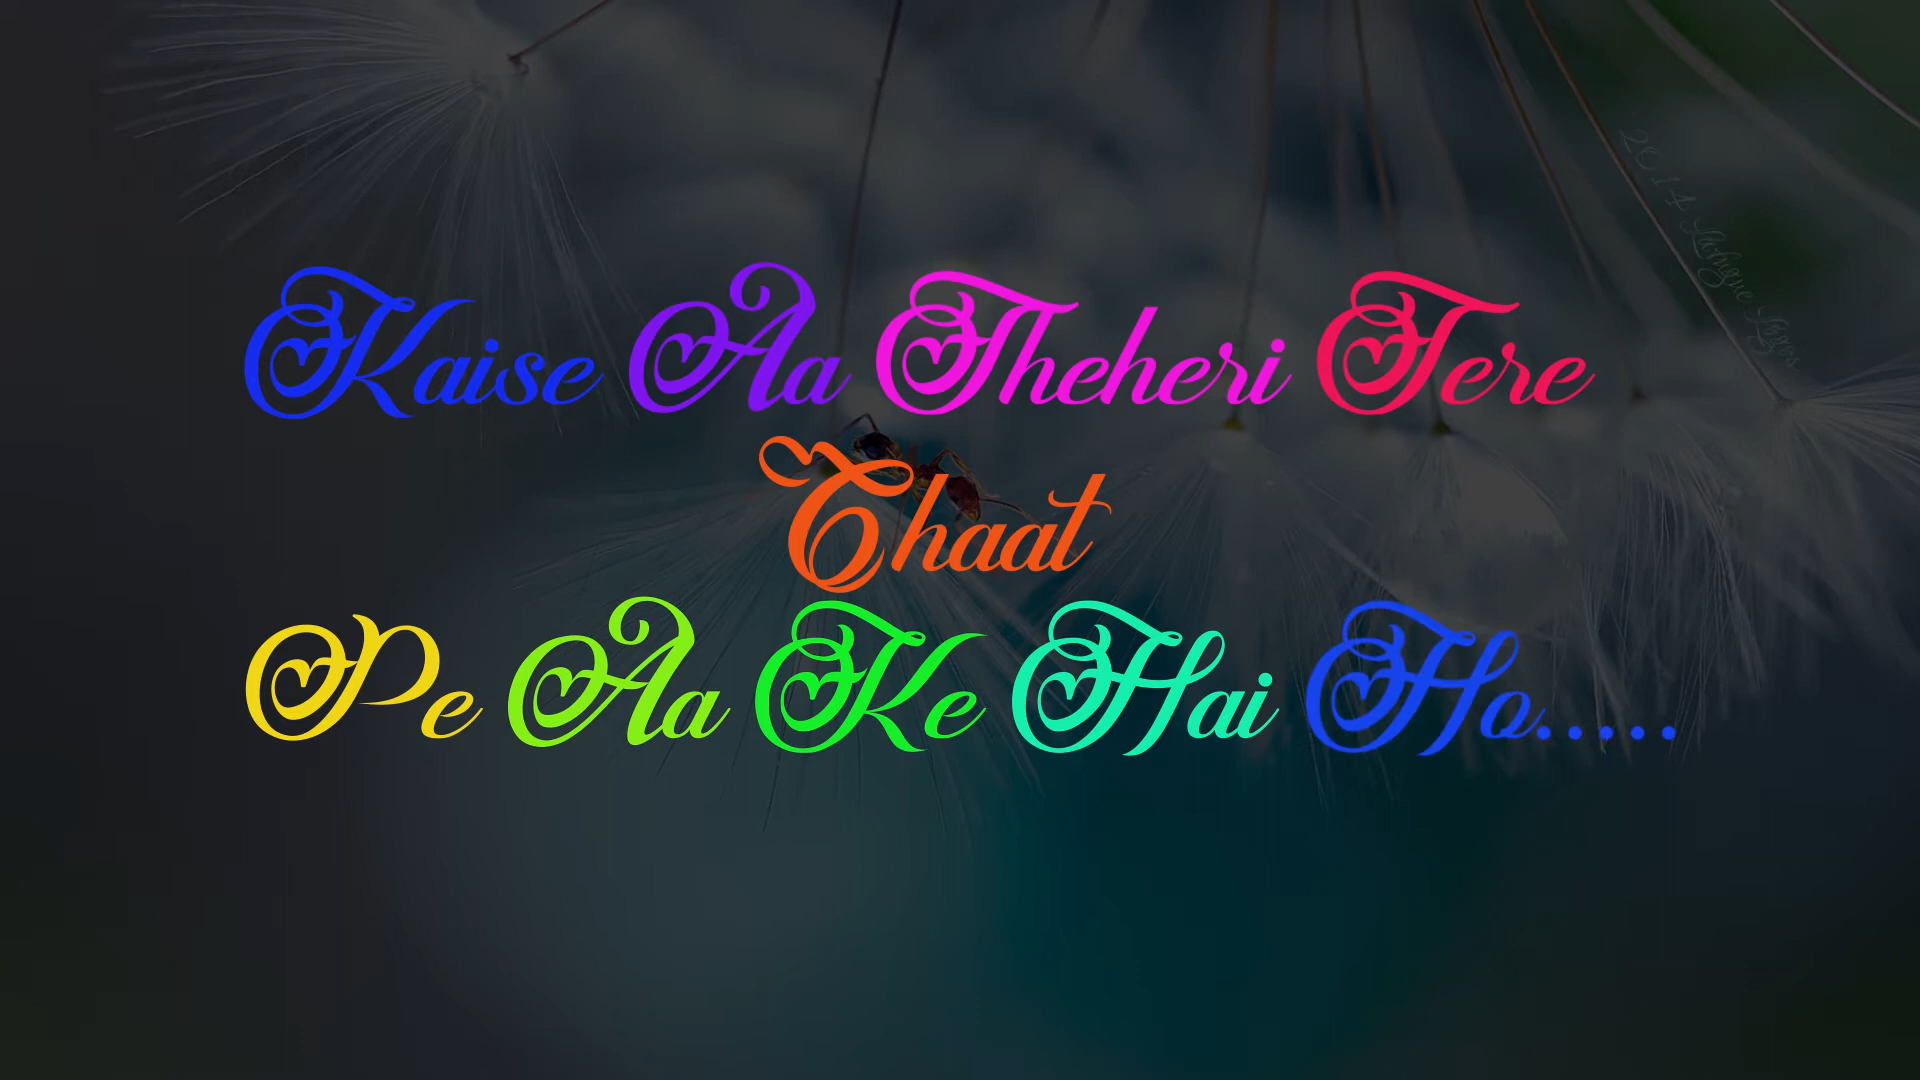 Kaise Aa Theheri Tere
Chaat
Pe Aa Ke Hai Ho.....